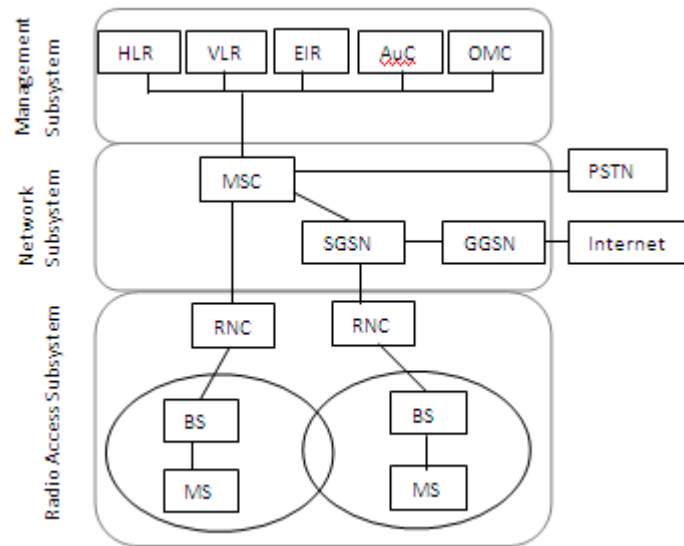 Management
Subsystem
HLR
VLR
EIR
AuC
OMC
Network
Subsystem
MSC
PSTN
SGSN
GGSN
Internet
Radio Access Subsystem
RNC
RNC
BS
BS
MS
MS